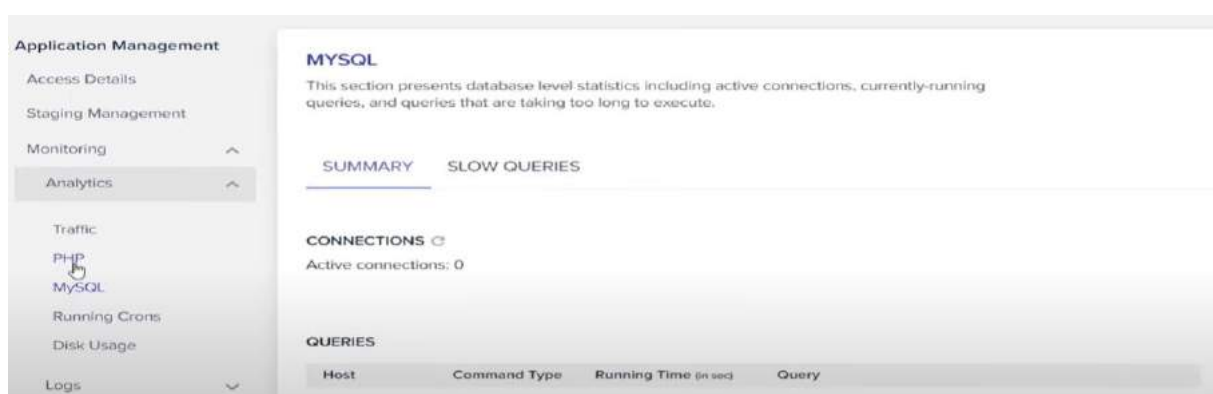 Application Management
Access Details
Staging Management
Monitoring
Analytics
Traffic
PHP
MySQL
Running Crons
Disk Usage
Logs
MYSQL
This section presents database level statistics including active connections, currently-running
queries, and queries that are taking too long to execute.
SUMMARY SLOW QUERIES
CONNECTIONS
Active connections: 0
QUERIES
Host Command Type Running Time (in sec) Query